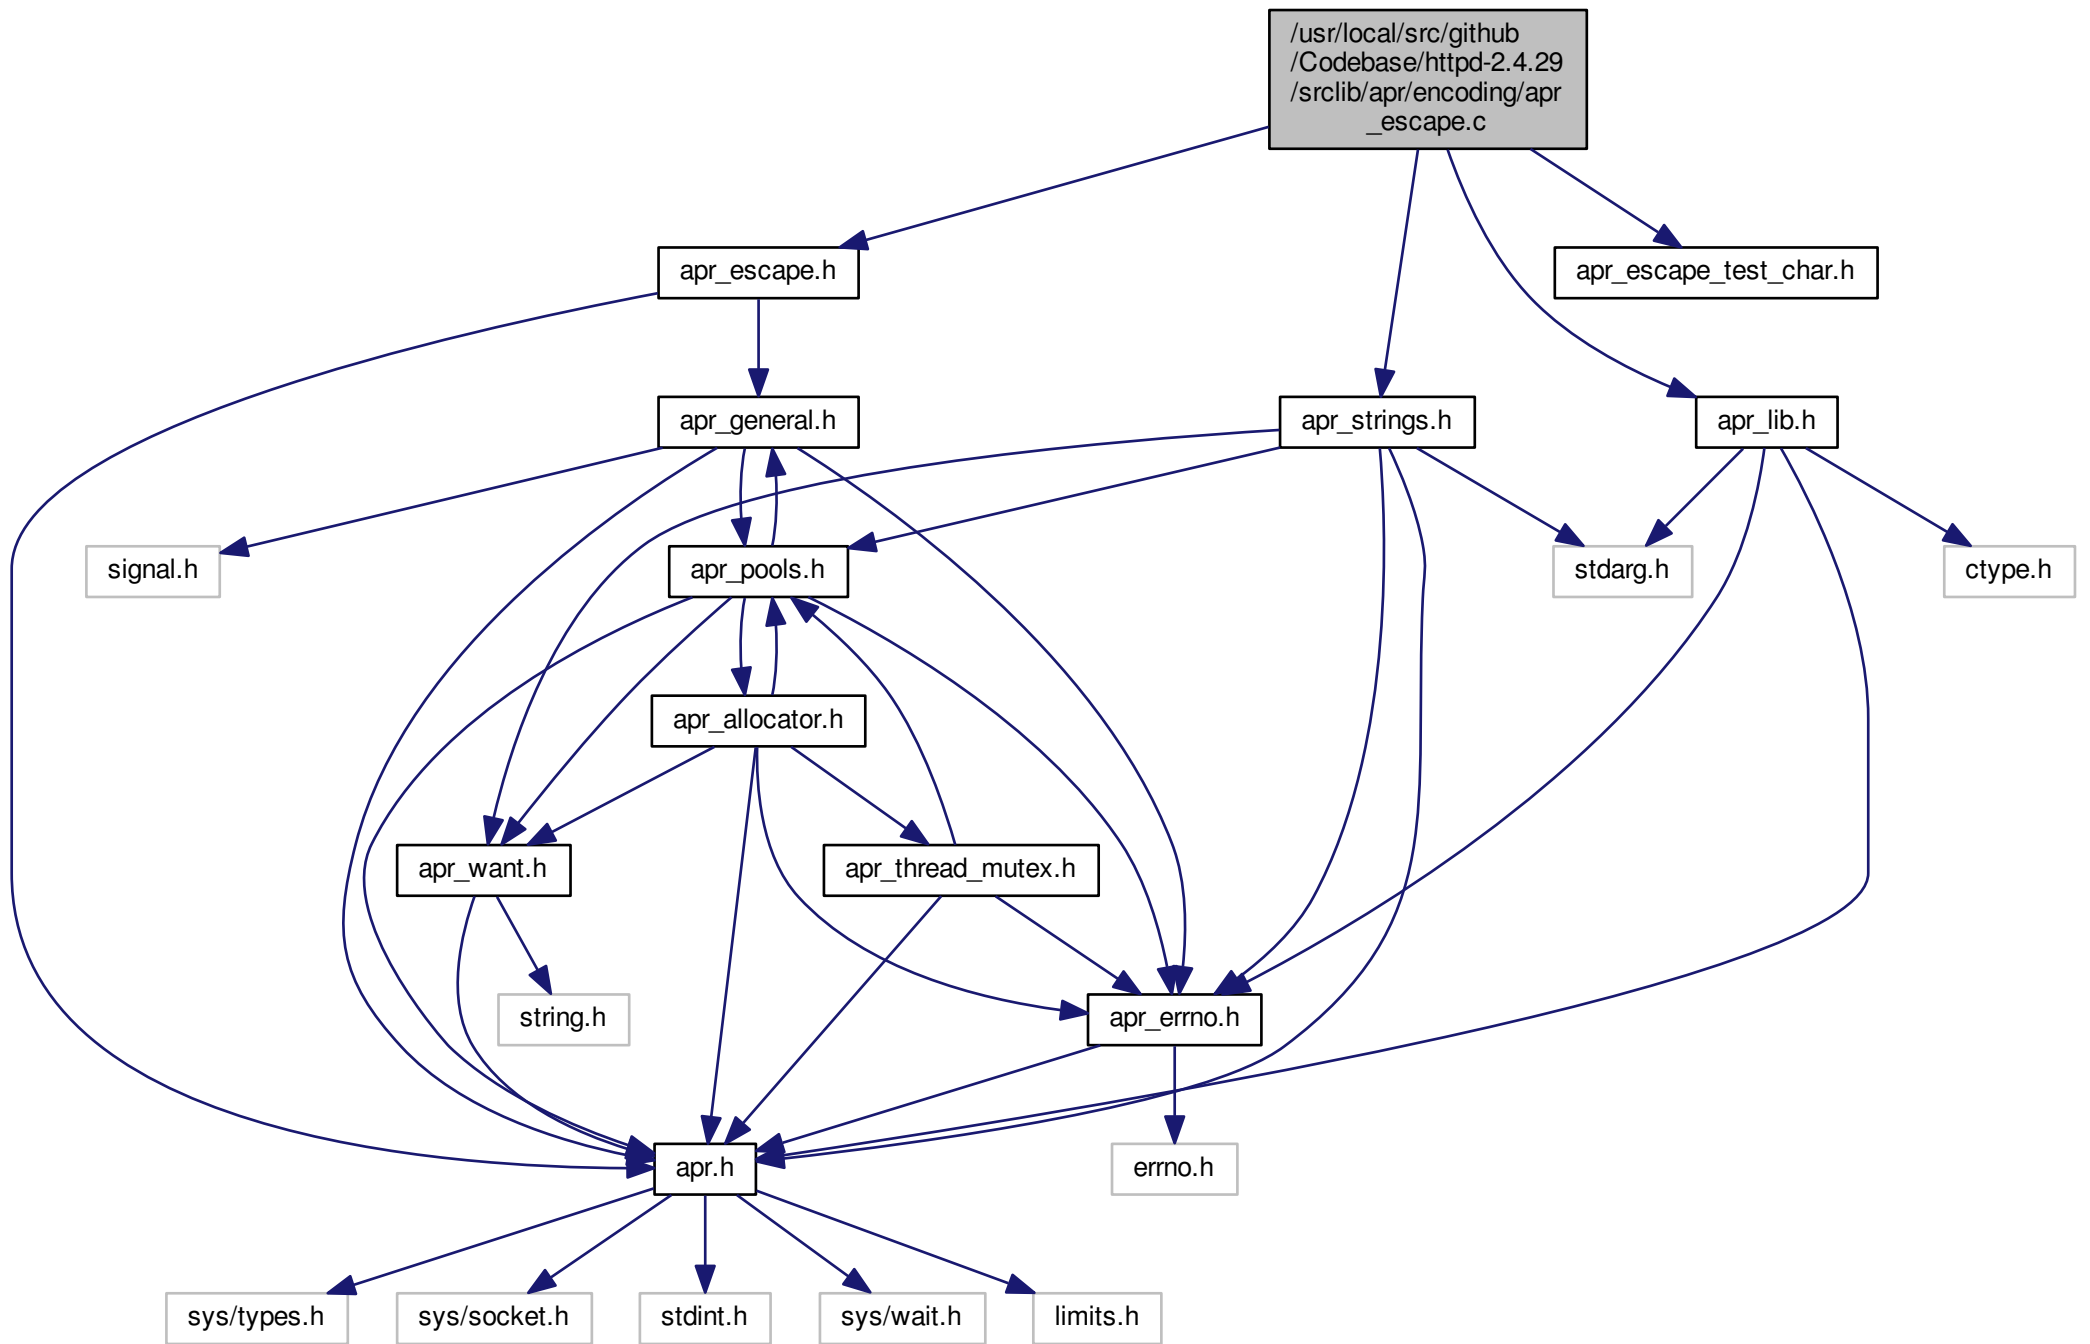 /usr/local/src/github
/Codebase/httpd-2.4.29
/srclib/apr/encoding/apr
_escape.c
apr_escape.h
apr_escape_test_char.h
apr_general.h
apr_strings.h
apr_lib.h
signal.h
apr_pools.h
stdarg.h
ctype.h
apr_allocator.h
apr_want.h
apr_thread_mutex.h
string.h
apr_errno.h
apr.h
errno.h
sys/types.h
sys/socket.h
stdint.h
sys/wait.h
limits.h